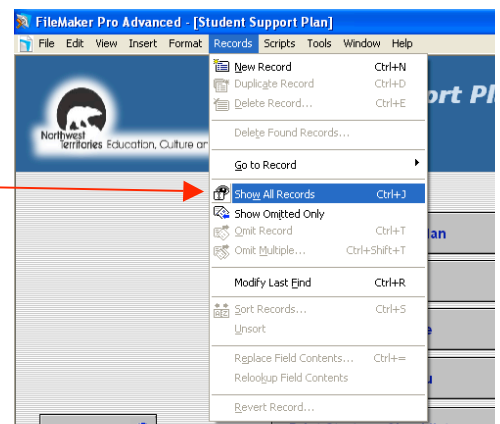 FileMaker Pro Advanced - [Student Support Plan]
File Edit View Insert Format Records Scripts Tools Window Help
New Record Ctrl+N
Duplicate Record Ctrl+D
Delete Record... Ctrl+E
Delete Found Records...
Go to Record
Show All Records Ctrl+J
Show Omitted Only
Omit Record Ctrl+T
Omit Multiple... Ctrl+Shift+T
Modify Last Find Ctrl+R
Sort Records... Ctrl+S
Unsort
Replace Field Contents... Ctrl+=
Relookup Field Contents
Revert Record...
ort Pl
Northwest
Territories Education, Culture an
lan